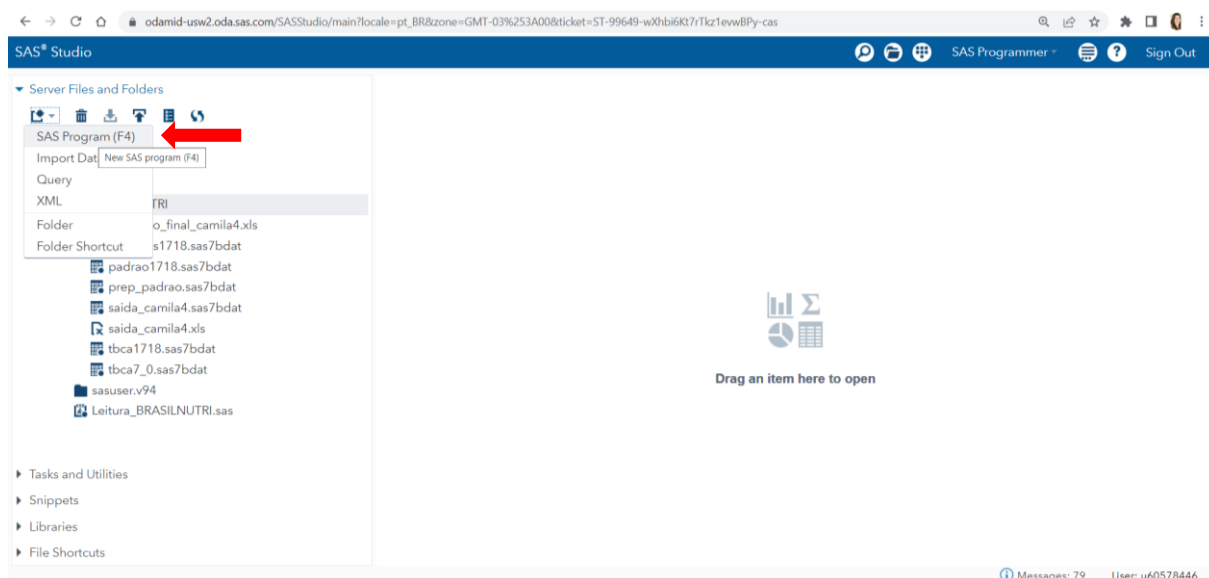 odamid-usw2.oda.sas.com/SASStudio/main?locale=pt_BR&zone=GMT-03%253A00&ticket=ST-99649-wXhbi6Kt7rTkz1evwBPy-cas
SAS® Studio
SAS Programmer
Sign Out
Server Files and Folders
SAS Program (F4)
Import Dat
New SAS program (F4)
Query
XML
TRI
Folder
o_final_camila4.xls
Folder Shortcut
s1718.sas7bdat
padrao1718.sas7bdat
prep_padrao.sas7bdat
saida_camila4.sas7bdat
saida_camila4.xls
tbca1718.sas7bdat
tbca7_0.sas7bdat
sasuser.v94
Leitura_BRASILNUTRI.sas
Drag an item here to open
Tasks and Utilities
Snippets
Libraries
File Shortcuts
Messages: 79
User: u60578446